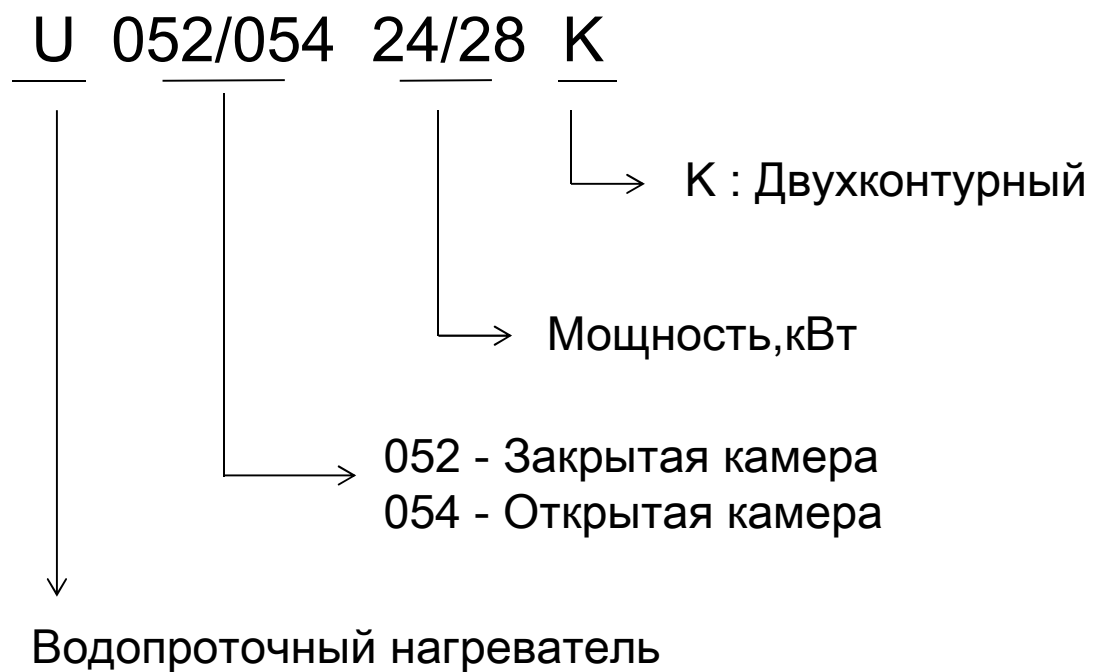 U 052/054 24/28 K
K : Двухконтурный
Мощность,кВт
052 - Закрытая камера
054 - Открытая камера
Водопроточный нагреватель